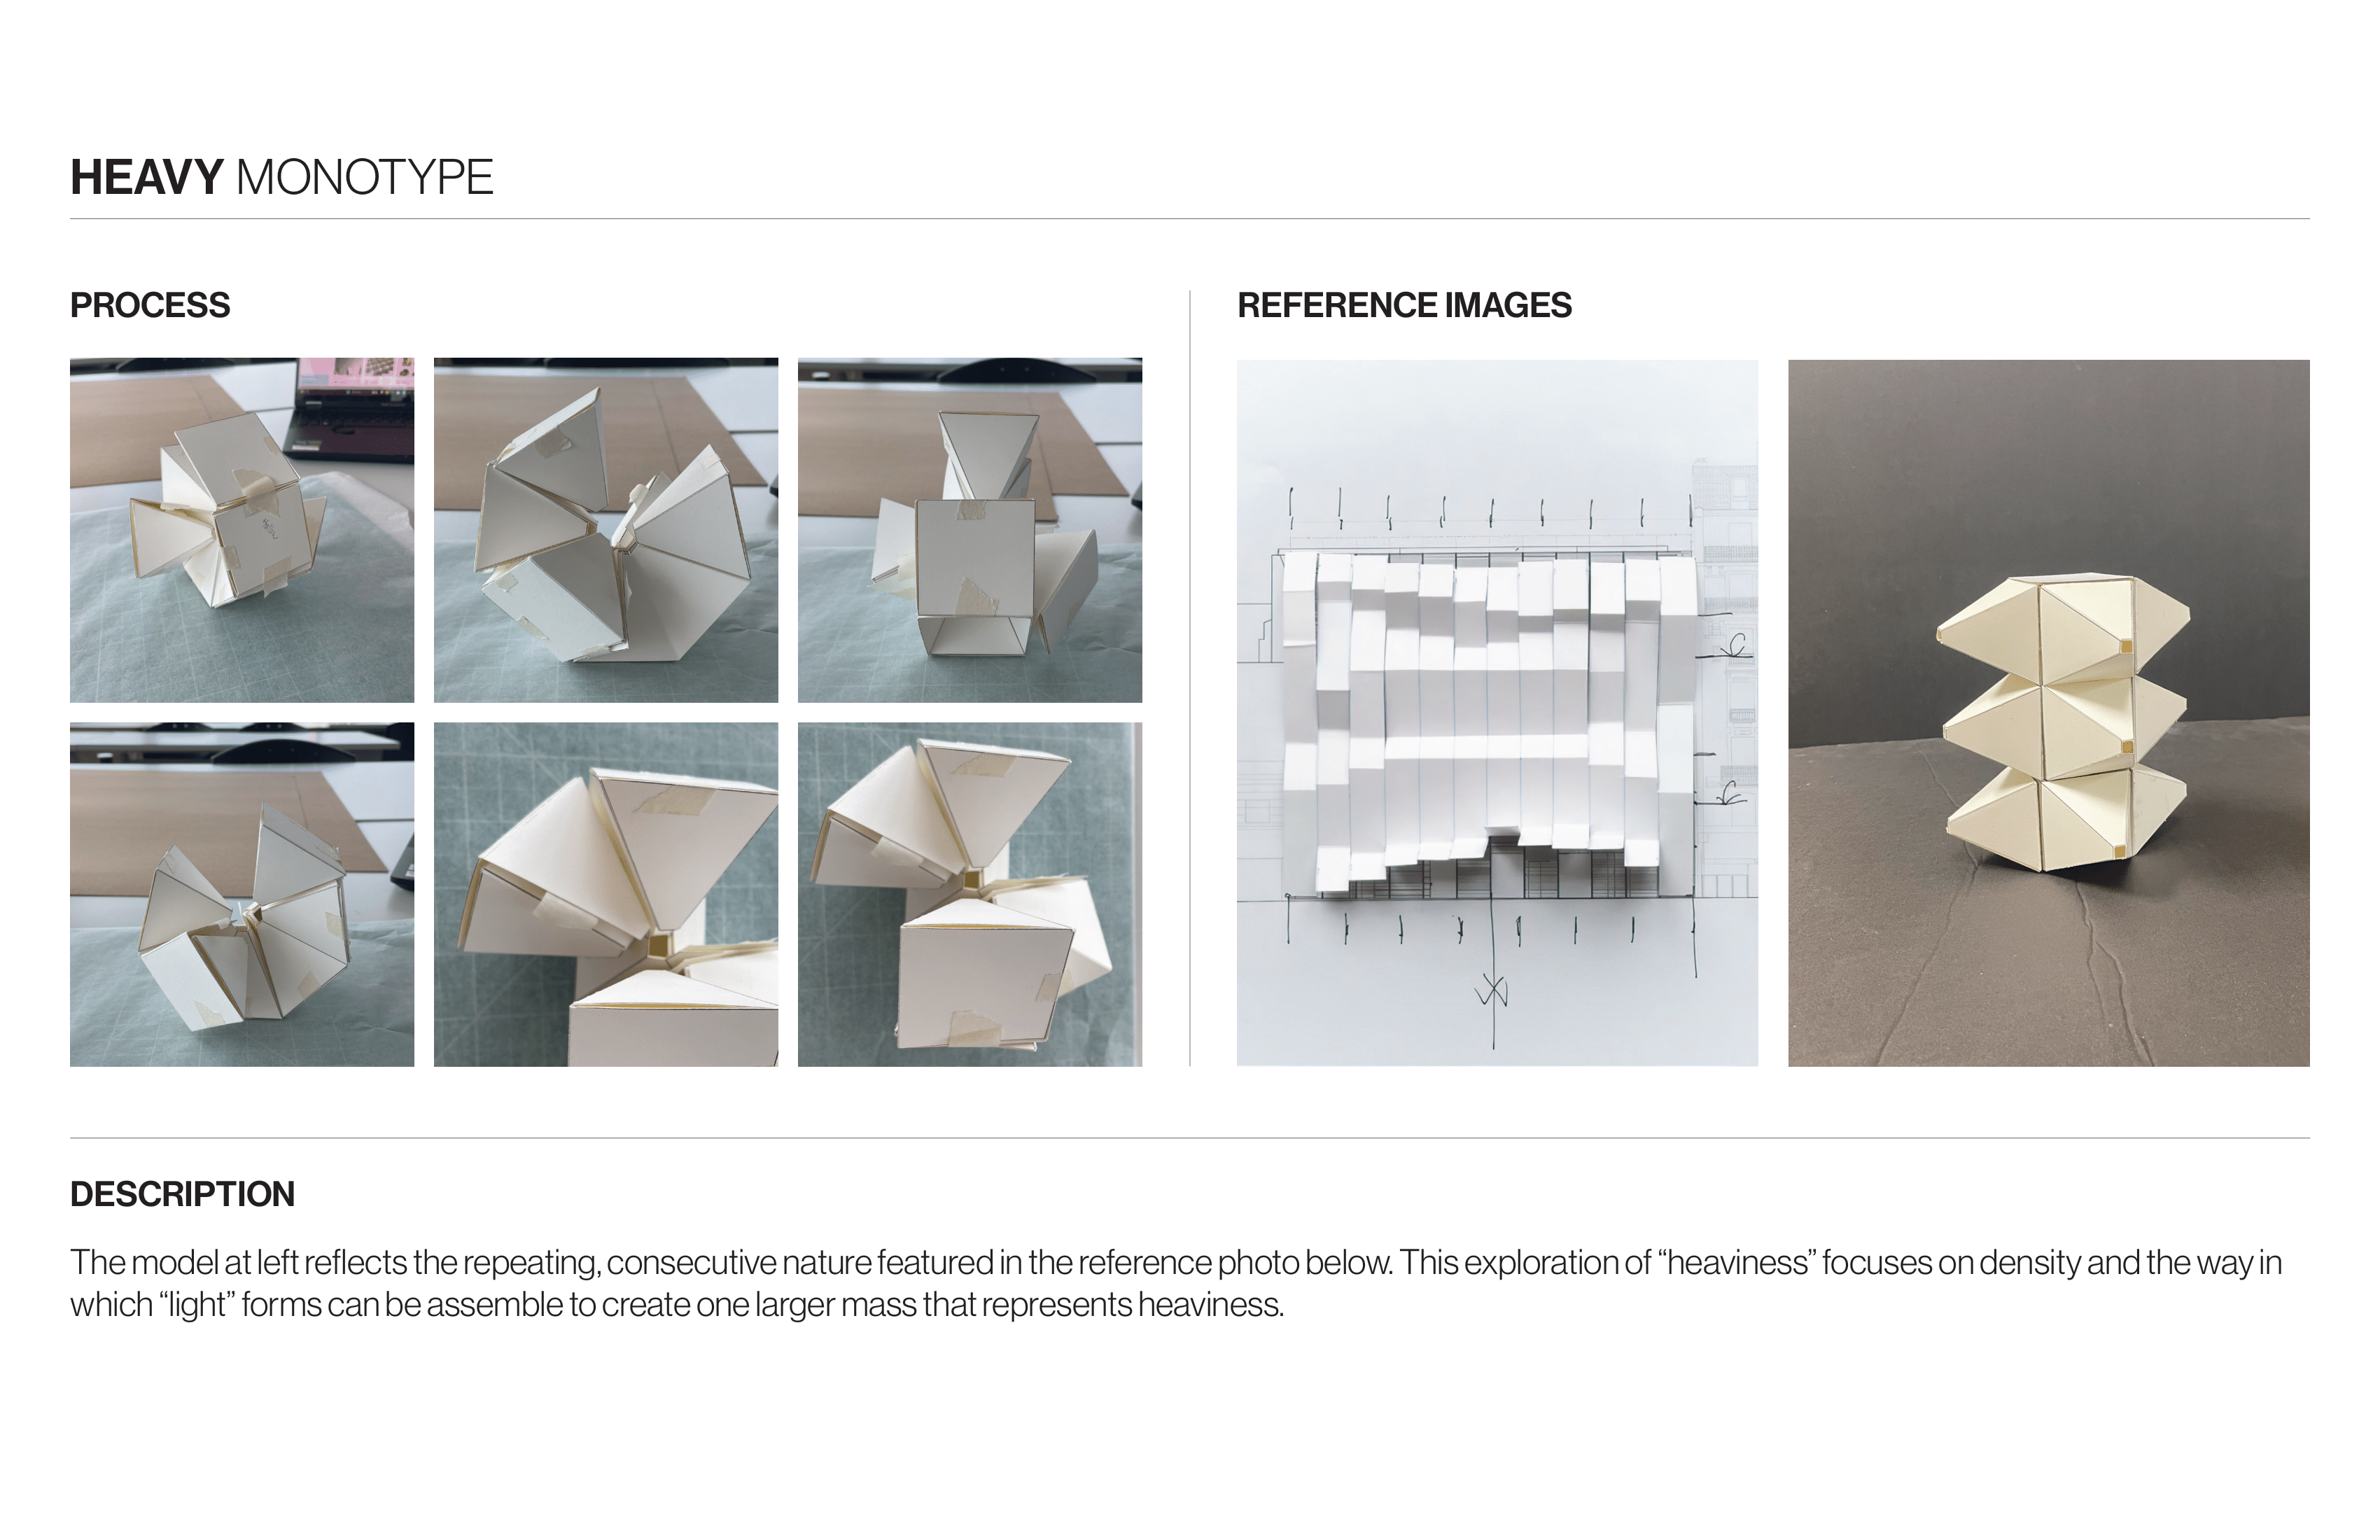 HEAVY MONOTYPE
PROCESS
REFERENCE IMAGES
DESCRIPTION
The model at left reflects the repeating, consecutive nature featured in the reference photo below. This exploration of “heaviness” focuses on density and the way in
which “light” forms can be assemble to create one larger mass that represents heaviness.